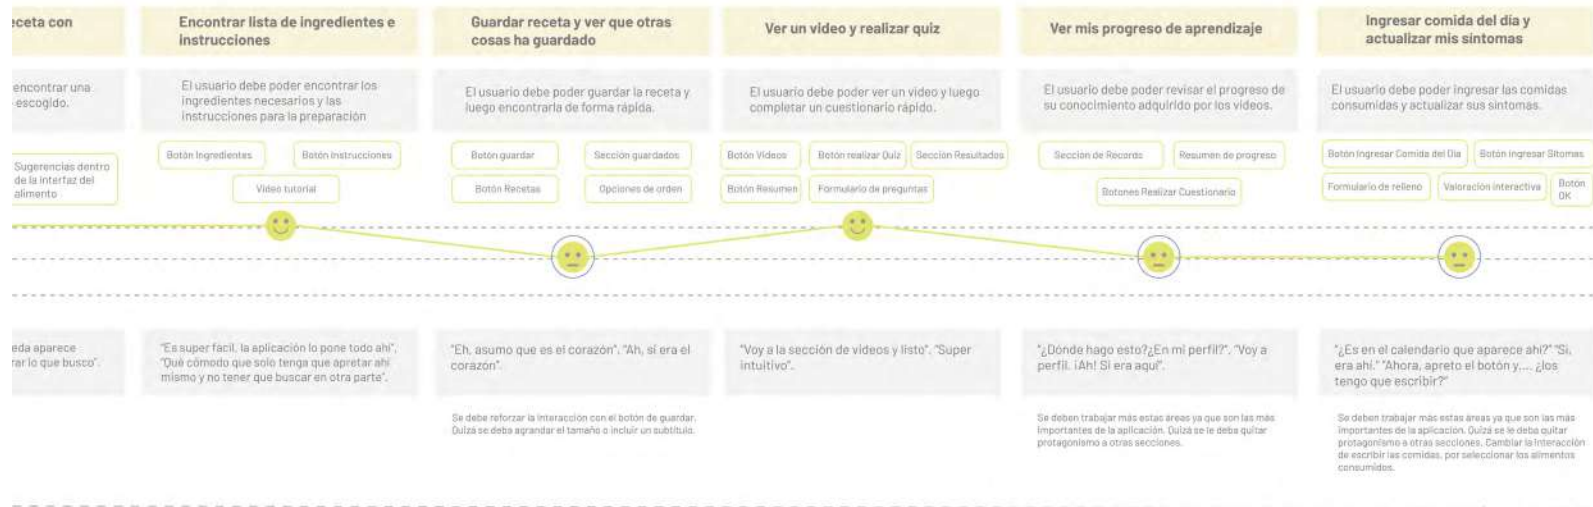 eceta con
Encontrar lista de ingredientes e
instrucciones
Guardar receta y ver que otras
cosas ha guardado
Ver un video y realizar quiz
Ver mis progreso de aprendizaje
Ingresar comida del día y
actualizar mis síntomas
encontrar una
escogido.
El usuario debe poder encontrar los
ingredientes necesarios y las
instrucciones para la preparación
El usuario debe poder guardar la receta y
luego encontrarla de forma rápida.
El usuario debe poder ver un video y luego
completar un cuestionario rápido.
El usuario debe poder revisar el progreso de
su conocimiento adquirido por los videos.
El usuario debe poder ingresar las comidas
consumidas y actualizar sus síntomas.
Sugerencias dentro
de la interfaz del
alimento
Botón Ingredientes
Botón Instrucciones
Video tutorial
Botón guardar
Sección guardados
Botón Recetas
Opciones de orden
Botón Videos
Botón realizar Quiz
Sección Resultados
Botón Resumen
Formulario de preguntas
Sección de Records
Resumen de progreso
Botones Realizar Cuestionario
Botón Ingresar Comida del Día
Botón ingresar Sitomas
Formulario de relleno
Valoración interactiva
Botón
OK
eda aparece
rar lo que busco".
"Es super fácil, la aplicación lo pone todo ahí".
"Qué cómodo que solo tenga que apretar ahí
mismo y no tener que buscar en otra parte".
"Eh, asumo que es el corazón". "Ah, sí era el
corazón".
"Voy a la sección de videos y listo". "Super
intuitivo".
"¿Dónde hago esto?¿En mi perfil?". "Voy a
perfil. ¡Ah! Si era aquí".
"¿Es en el calendario que aparece ahí?" "Sí,
era ahí." "Ahora, apreto el botón y.... ¿los
tengo que escribir?"
Se debe reforzar la interacción con el botón de guardar.
Quizá se deba agrandar el tamaño o incluir un subtítulo.
Se deben trabajar más estas áreas ya que son las más
importantes de la aplicación. Quizá se le deba quitar
protagonismo a otras secciones.
Se deben trabajar más estas áreas ya que son las más
importantes de la aplicación. Quizá se le deba quitar
protagonismo a otras secciones. Cambiar la interacción
de escribir las comidas, por seleccionar los alimentos
consumidos.